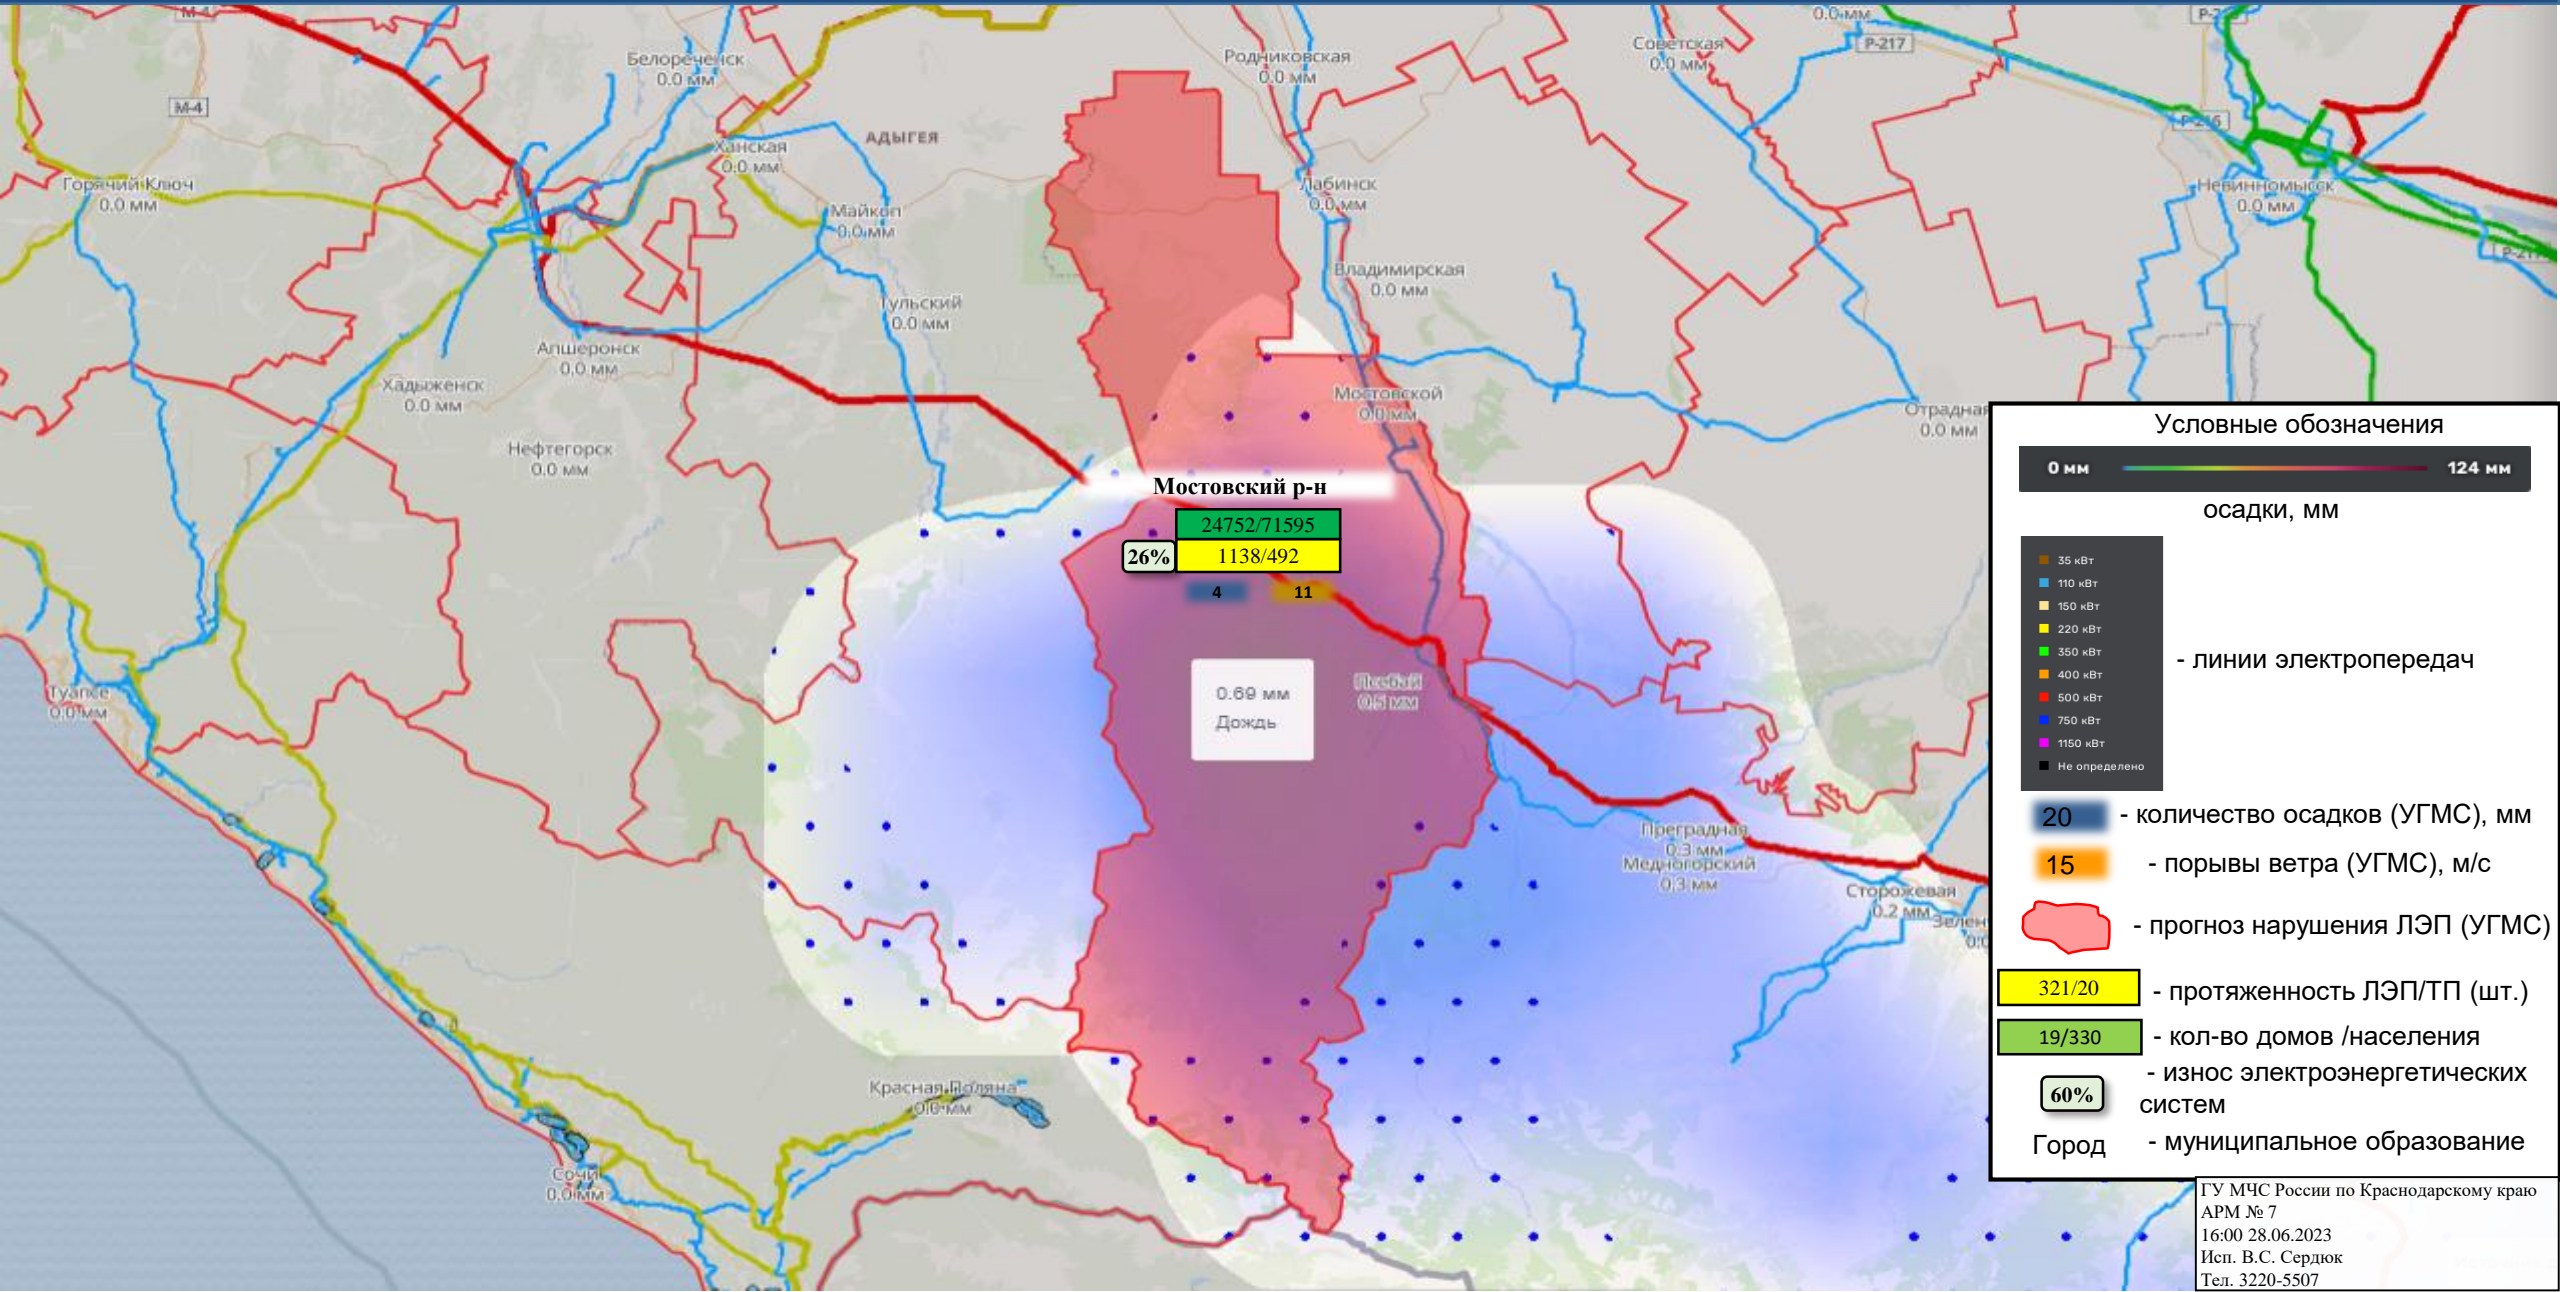 М-4
0.0 мм
Р-217
Белореченск
0.0 мм
Родниковская
0.0 мм
Советская
0.0 мм
М-4
АДЫГЕЯ
Р-216
Ханская
0.0 мм
Горячий Ключ
0.0 мм
Лабинск
0.0 мм
Невинномысск
0.0 мм
Майкоп
0.0 мм
Владимирская
0.0 мм
Тульский
0.0 мм
Апшеронск
0.0 мм
Хадыженск
0.0 мм
Мостовской
0.0 мм
Отрадная
0.0 мм
Нефтегорск
0.0 мм
Мостовский р-н
24752/71595
26%
1138/492
4
11
0.69 мм
Дождь
Псебай
0.5 мм
Туапсе
0.0 мм
Преградная
0.3 мм
Медногорский
0.3 мм
Сторожевая
0.2 мм
Зелен
Красная Поляна
0.0 мм
Сочи
0.0 мм
Условные обозначения
0 мм
124 мм
осадки, мм
35 кВт
110 кВт
150 кВт
220 кВт
350 кВт
400 кВт
500 кВт
750 кВт
1150 кВт
Не определено
- линии электропередач
20 - количество осадков (УГМС), мм
15 - порывы ветра (УГМС), м/с
- прогноз нарушения ЛЭП (УГМС)
321/20 - протяженность ЛЭП/ТП (шт.)
19/330 - кол-во домов /населения
60% - износ электроэнергетических
систем
Город - муниципальное образование
ГУ МЧС России по Краснодарскому краю
АРМ № 7
16:00 28.06.2023
Исп. В.С. Сердюк
Тел. 3220-5507